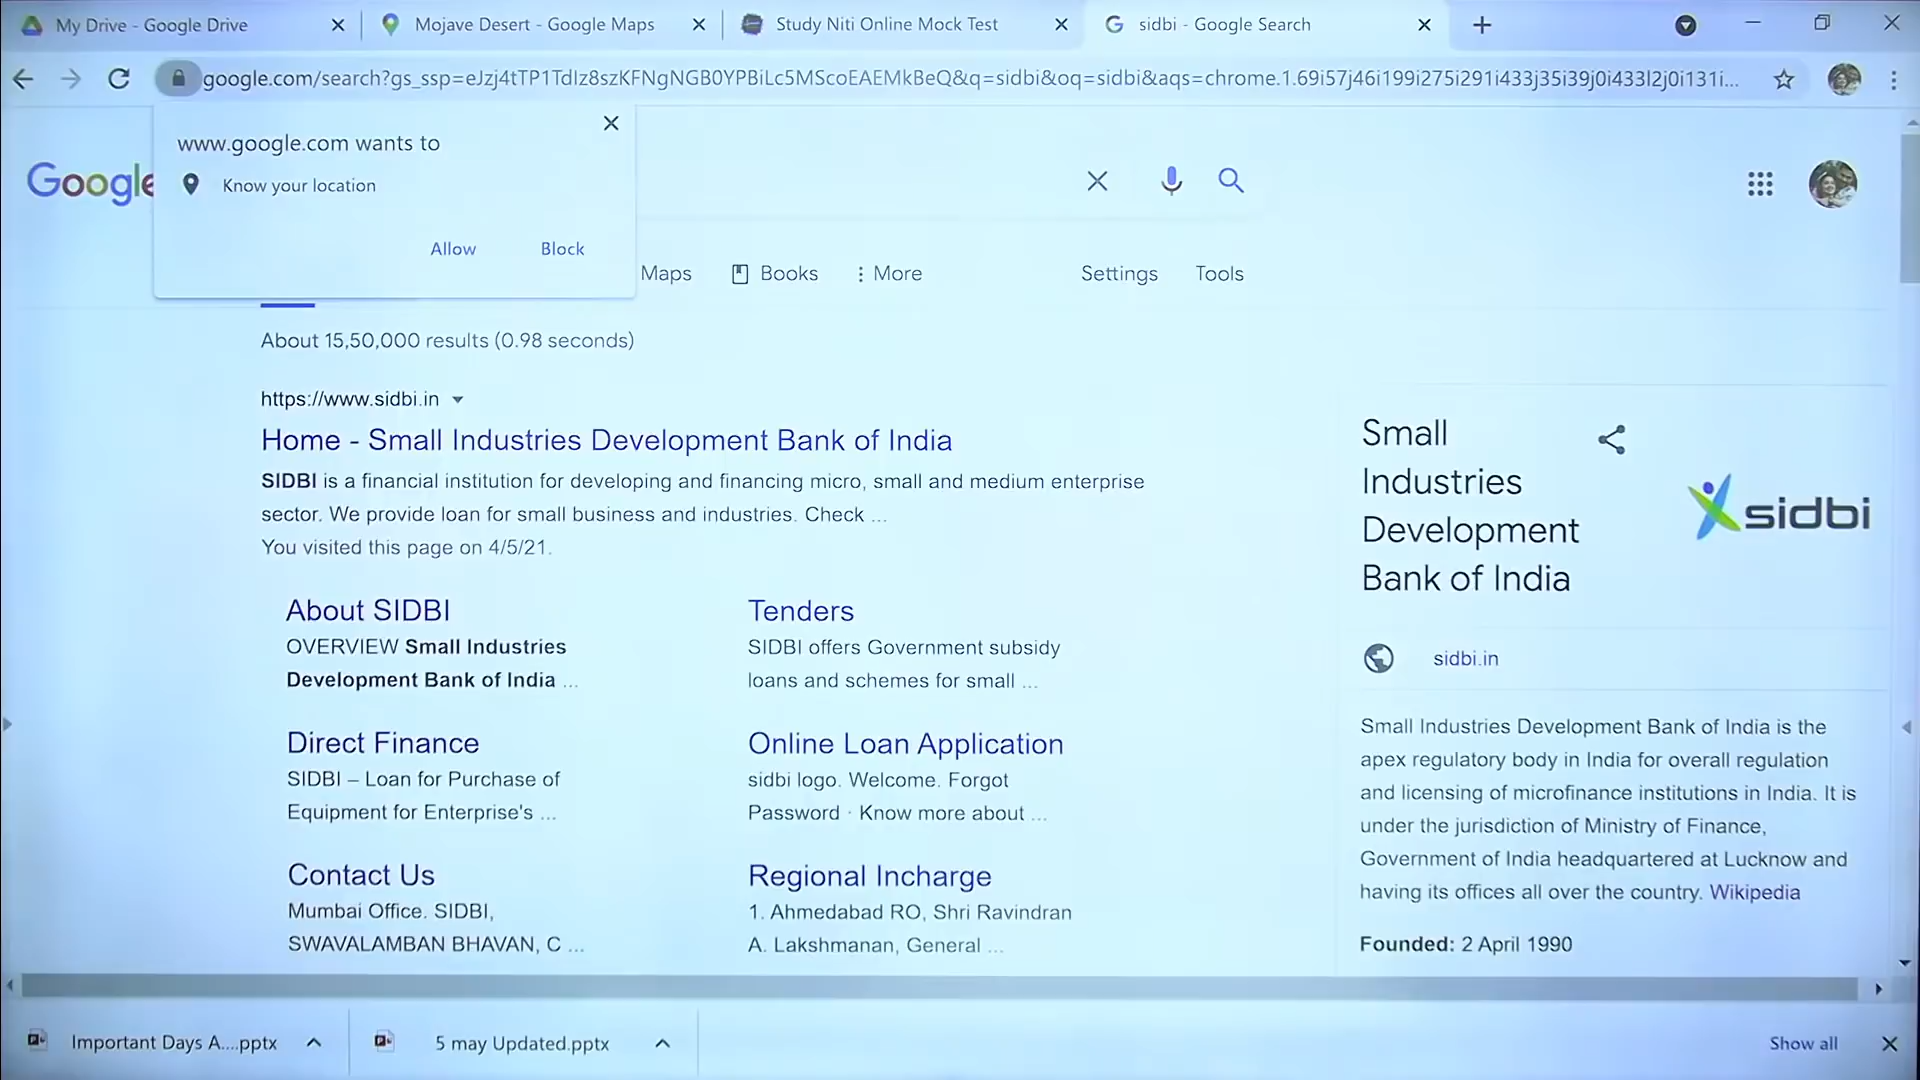 My Drive - Google Drive
Mojave Desert - Google Maps
Study Niti Online Mock Test
sidbi - Google Search
google.com/search?gs_ssp=eJzj4tTP1TdIz8szKFNgNGB0YPBiLc5MScoEAEMkBeQ&q=sidbi&oq=sidbi&aqs=chrome.1.69i57j46i199i275i291i433j35i39j0i433l2j0i131i...
www.google.com wants to
Know your location
Allow
Block
Google
Maps
Books
More
Settings
Tools
About 15,50,000 results (0.98 seconds)
https://www.sidbi.in
Home - Small Industries Development Bank of India
SIDBI is a financial institution for developing and financing micro, small and medium enterprise
sector. We provide loan for small business and industries. Check ...
You visited this page on 4/5/21.
About SIDBI
OVERVIEW Small Industries
Development Bank of India ...
Tenders
SIDBI offers Government subsidy
loans and schemes for small ...
Direct Finance
SIDBI – Loan for Purchase of
Equipment for Enterprise's ...
Online Loan Application
sidbi logo. Welcome. Forgot
Password · Know more about ...
Contact Us
Mumbai Office. SIDBI,
SWAVALAMBAN BHAVAN, C ...
Regional Incharge
1. Ahmedabad RO, Shri Ravindran
A. Lakshmanan, General ...
Small
Industries
Development
Bank of India
sidbi
sidbi.in
Small Industries Development Bank of India is the
apex regulatory body in India for overall regulation
and licensing of microfinance institutions in India. It is
under the jurisdiction of Ministry of Finance,
Government of India headquartered at Lucknow and
having its offices all over the country. Wikipedia
Founded: 2 April 1990
Important Days A....pptx
5 may Updated.pptx
Show all